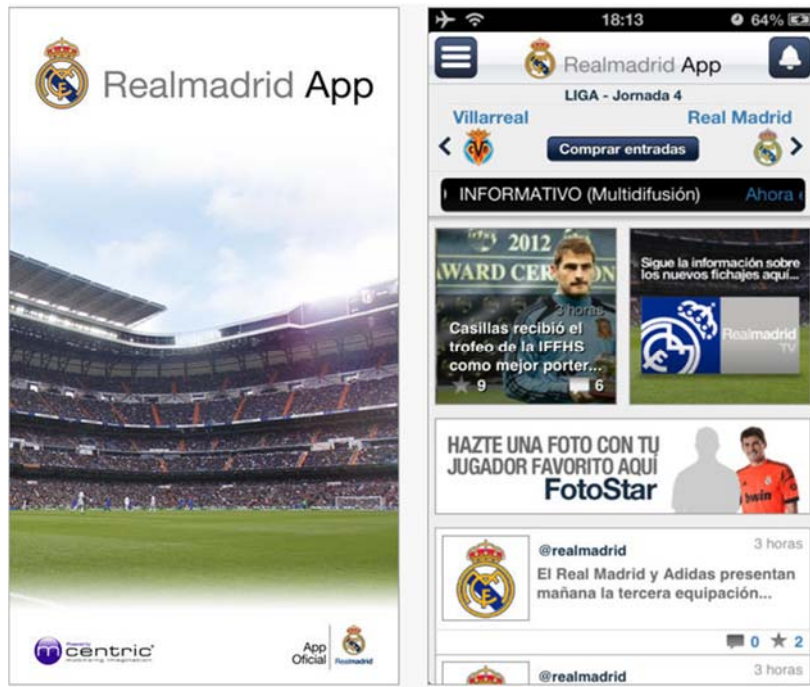 Realmadrid App
Powered by
mcentric
mobilizing imagination
App
Oficial
Realmadrid
18:13
64%
Realmadrid App
LIGA - Jornada 4
Villarreal
Real Madrid
Comprar entradas
INFORMATIVO (Multidifusión)
Ahora
2012
AWARD CER
ON
3 horas
Casillas recibió el
trofeo de la IFFHS
como mejor porter...
9
6
Sigue la información sobre
los nuevos fichajes aquí...
Realmadrid
TV
HAZTE UNA FOTO CON TU
JUGADOR FAVORITO AQUÍ
FotoStar
bwin
@realmadrid
3 horas
El Real Madrid y Adidas presentan
mañana la tercera equipación...
0
2
@realmadrid
3 horas